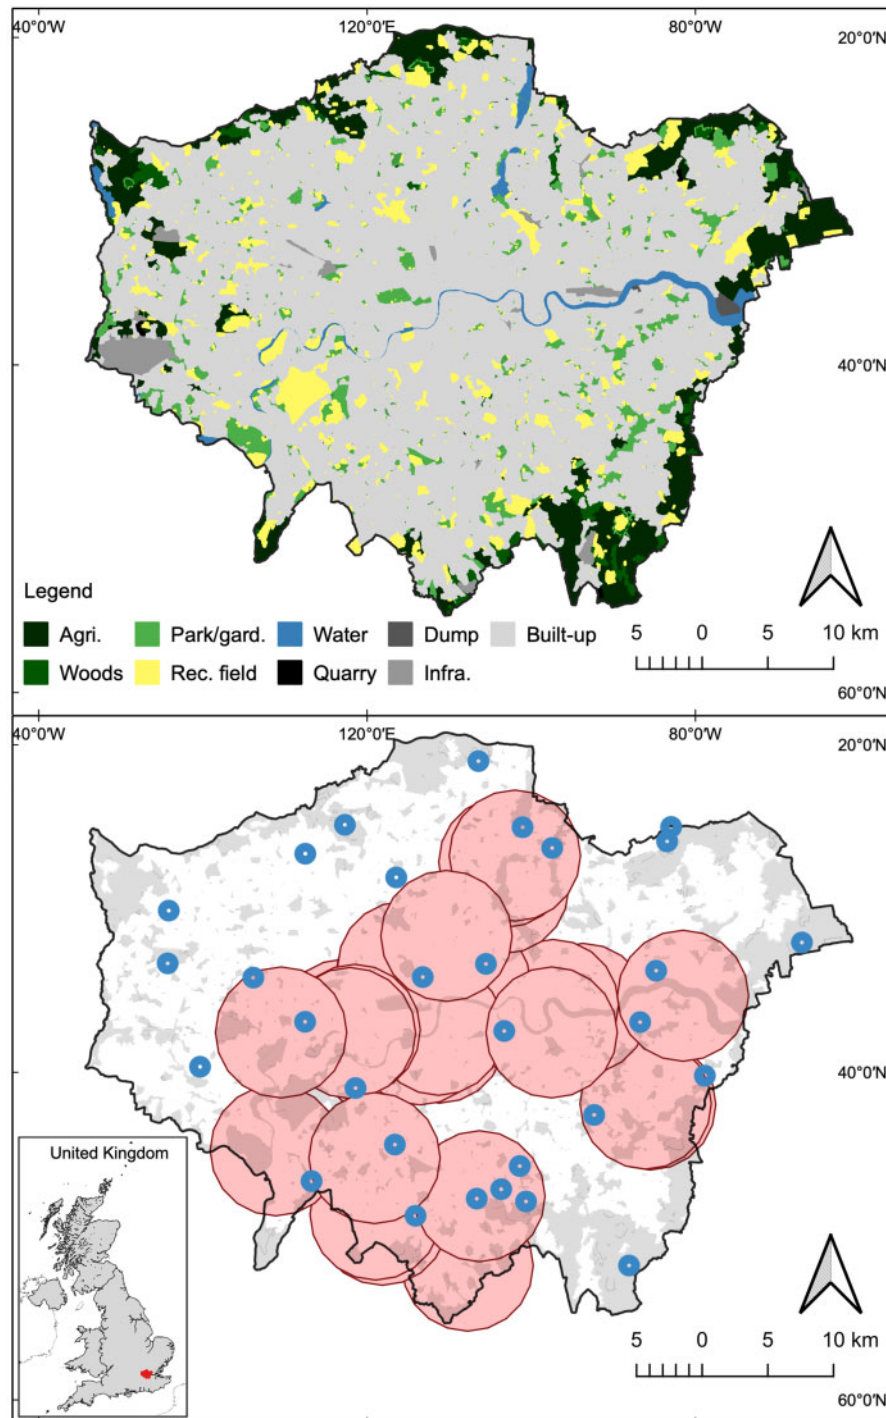 40°0′W 120°0′E 80°0′W
20°0′N
40°0′N
Legend
Agri. Park/gard. Water Dump Built-up
Woods Rec. field Quarry Infra.
5 0 5 10 km
60°0′N
40°0′W 120°0′E 80°0′W
20°0′N
40°0′N
United Kingdom
5 0 5 10 km
60°0′N